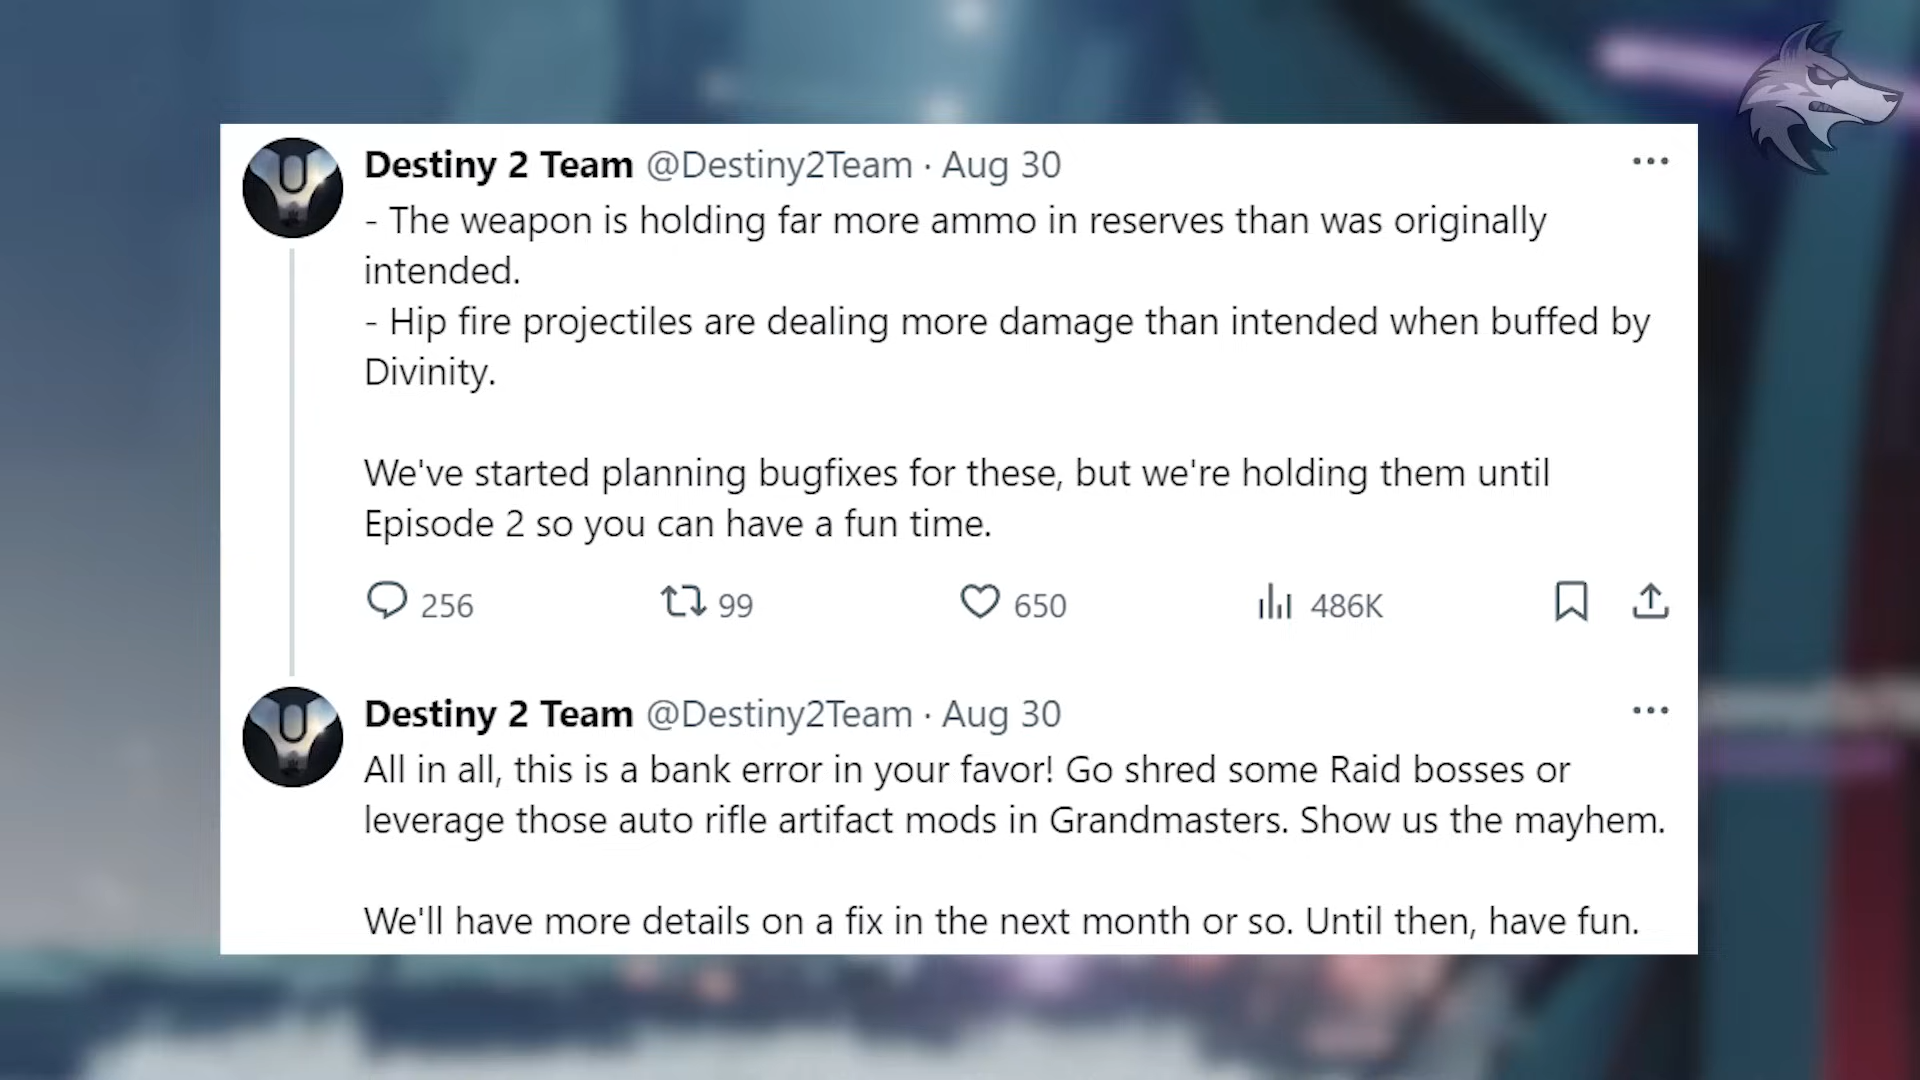 Destiny 2 Team @Destiny2Team · Aug 30
- The weapon is holding far more ammo in reserves than was originally
intended.
- Hip fire projectiles are dealing more damage than intended when buffed by
Divinity.
We've started planning bugfixes for these, but we're holding them until
Episode 2 so you can have a fun time.
256 99 650 486K
Destiny 2 Team @Destiny2Team · Aug 30
All in all, this is a bank error in your favor! Go shred some Raid bosses or
leverage those auto rifle artifact mods in Grandmasters. Show us the mayhem.
We'll have more details on a fix in the next month or so. Until then, have fun.